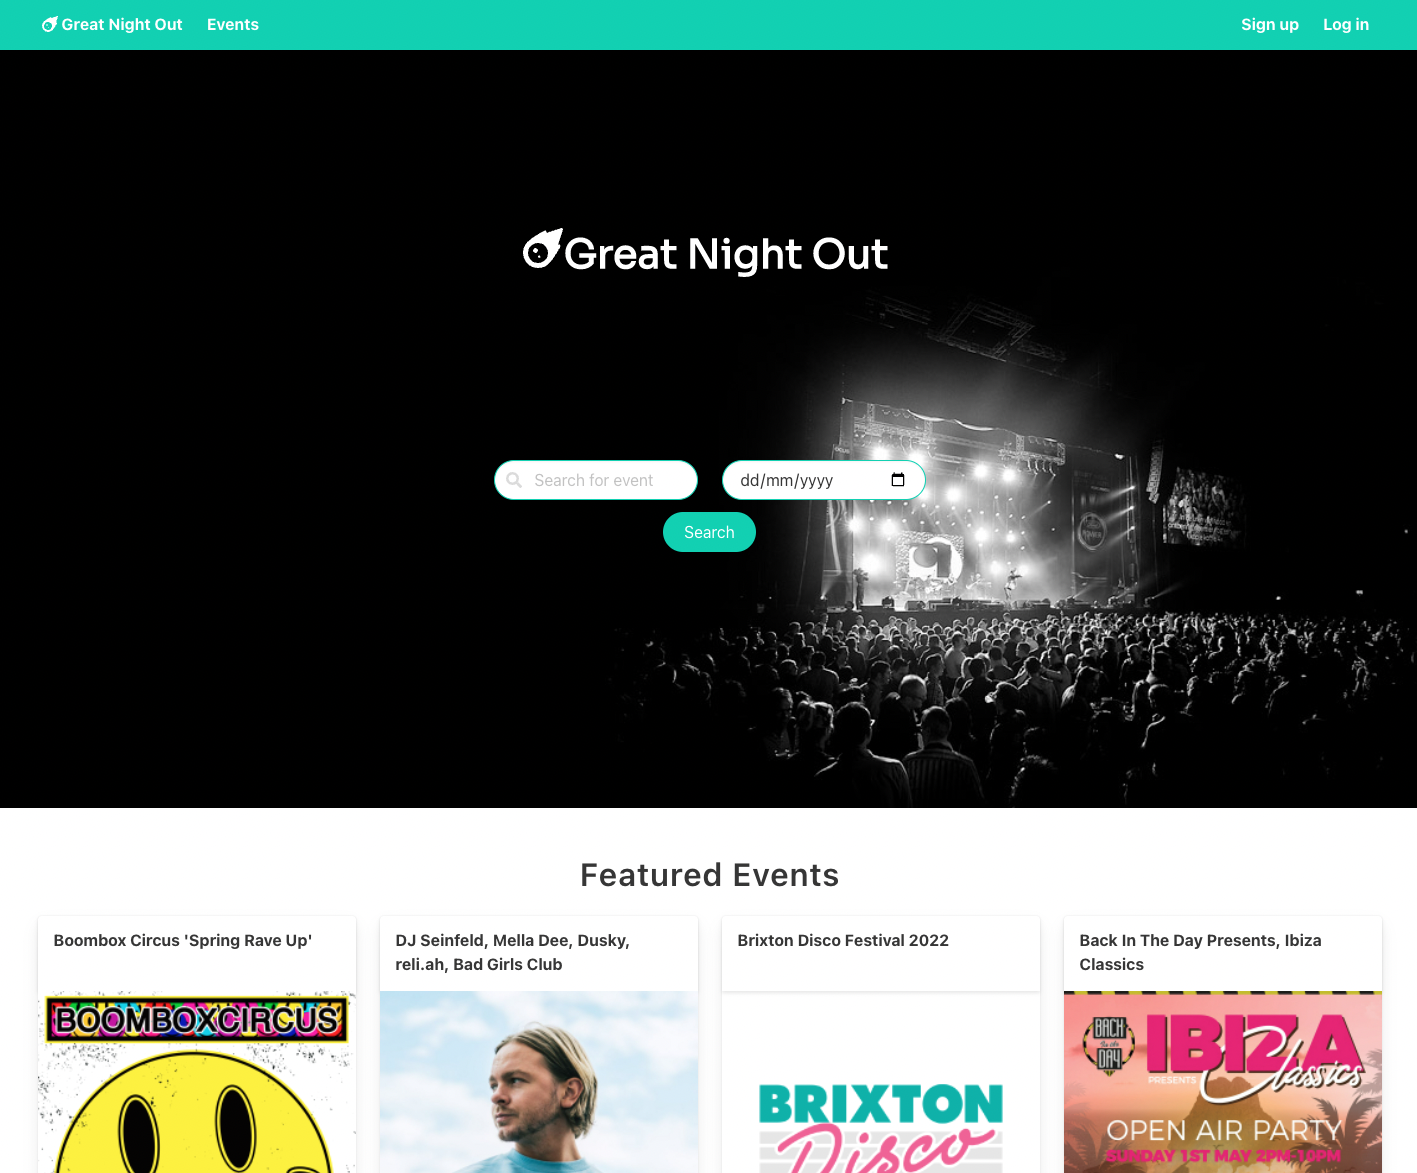 Great Night Out Events Sign up Log in
Great Night Out
Search for event dd/mm/yyyy
Search
Featured Events
Boombox Circus 'Spring Rave Up'
DJ Seinfeld, Mella Dee, Dusky,
reli.ah, Bad Girls Club
Brixton Disco Festival 2022
Back In The Day Presents, Ibiza
Classics
BOOMBOXCIRCUS
BRIXTON
Disco
BACK
In the
DAY
PRESENTS
IBIZA
Classics
OPEN AIR PARTY
SUNDAY 1ST MAY 2PM-10PM